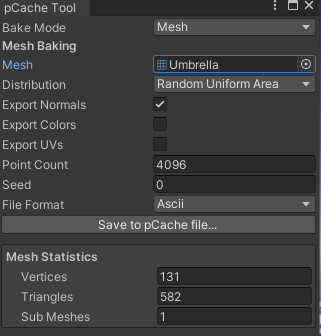 pCache Tool
Bake Mode Mesh
Mesh Baking
Mesh Umbrella
Distribution Random Uniform Area
Export Normals
Export Colors
Export UVs
Point Count 4096
Seed 0
File Format Ascii
Save to pCache file...
Mesh Statistics
Vertices 131
Triangles 582
Sub Meshes 1